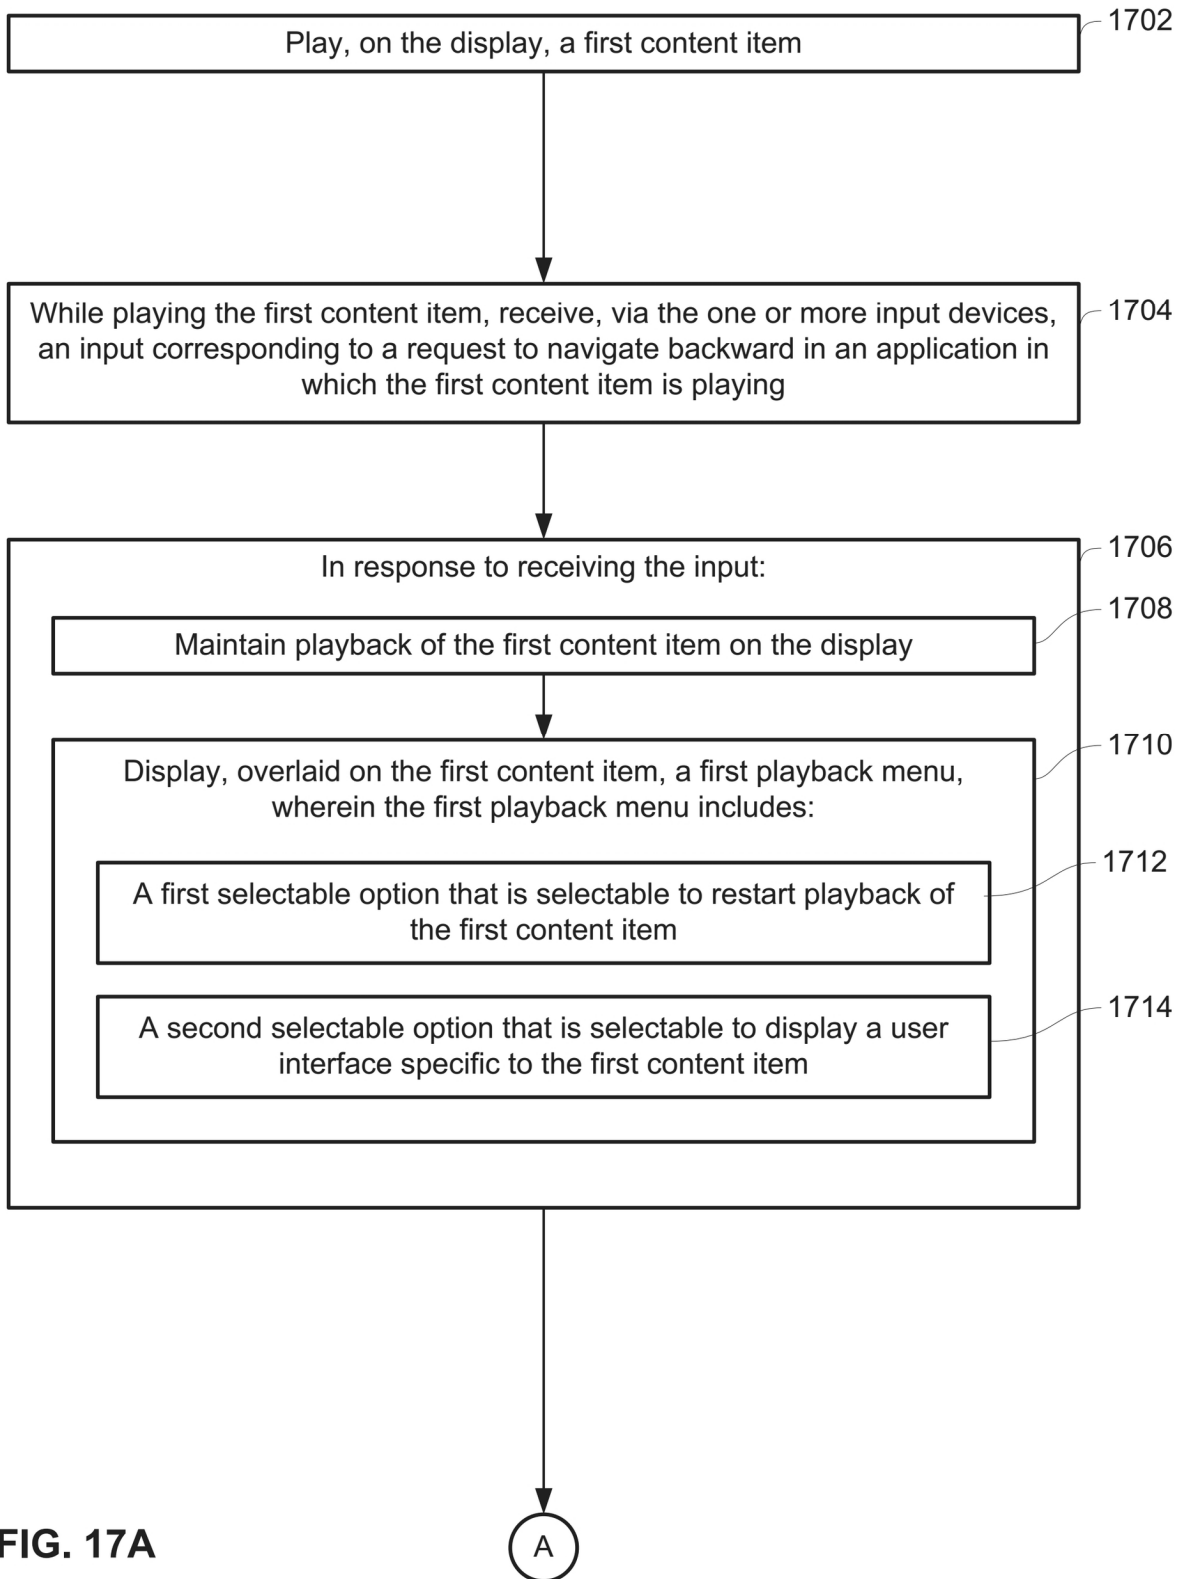 Play, on the display, a first content item
1702
While playing the first content item, receive, via the one or more input devices,
an input corresponding to a request to navigate backward in an application in
which the first content item is playing
1704
In response to receiving the input:
1706
Maintain playback of the first content item on the display
1708
Display, overlaid on the first content item, a first playback menu,
wherein the first playback menu includes:
1710
A first selectable option that is selectable to restart playback of
the first content item
1712
A second selectable option that is selectable to display a user
interface specific to the first content item
1714
FIG. 17A
A